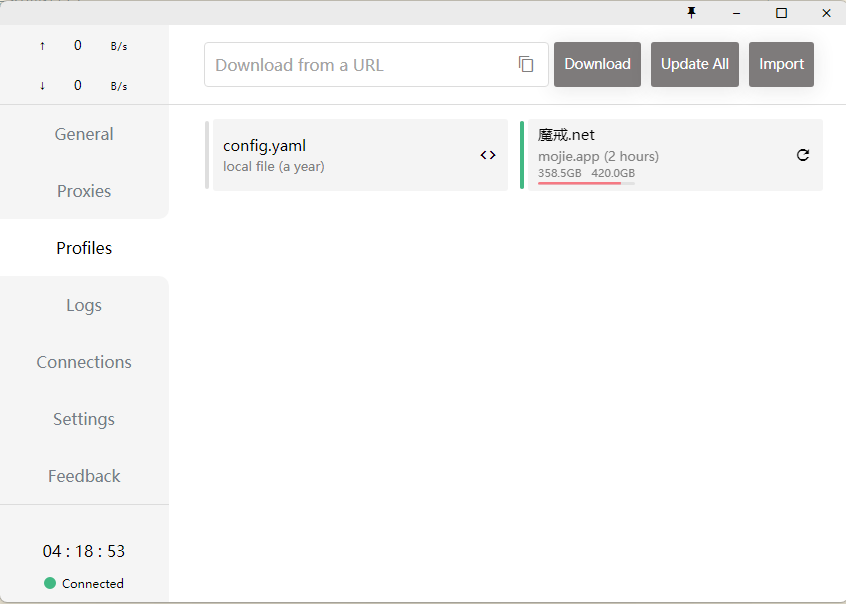 ↑ 0 B/s
↓ 0 B/s
General
Proxies
Profiles
Logs
Connections
Settings
Feedback
04 : 18 : 53
Connected
Download from a URL
Download
Update All
Import
config.yaml
local file (a year)
魔戒.net
mojie.app (2 hours)
358.5GB 420.0GB